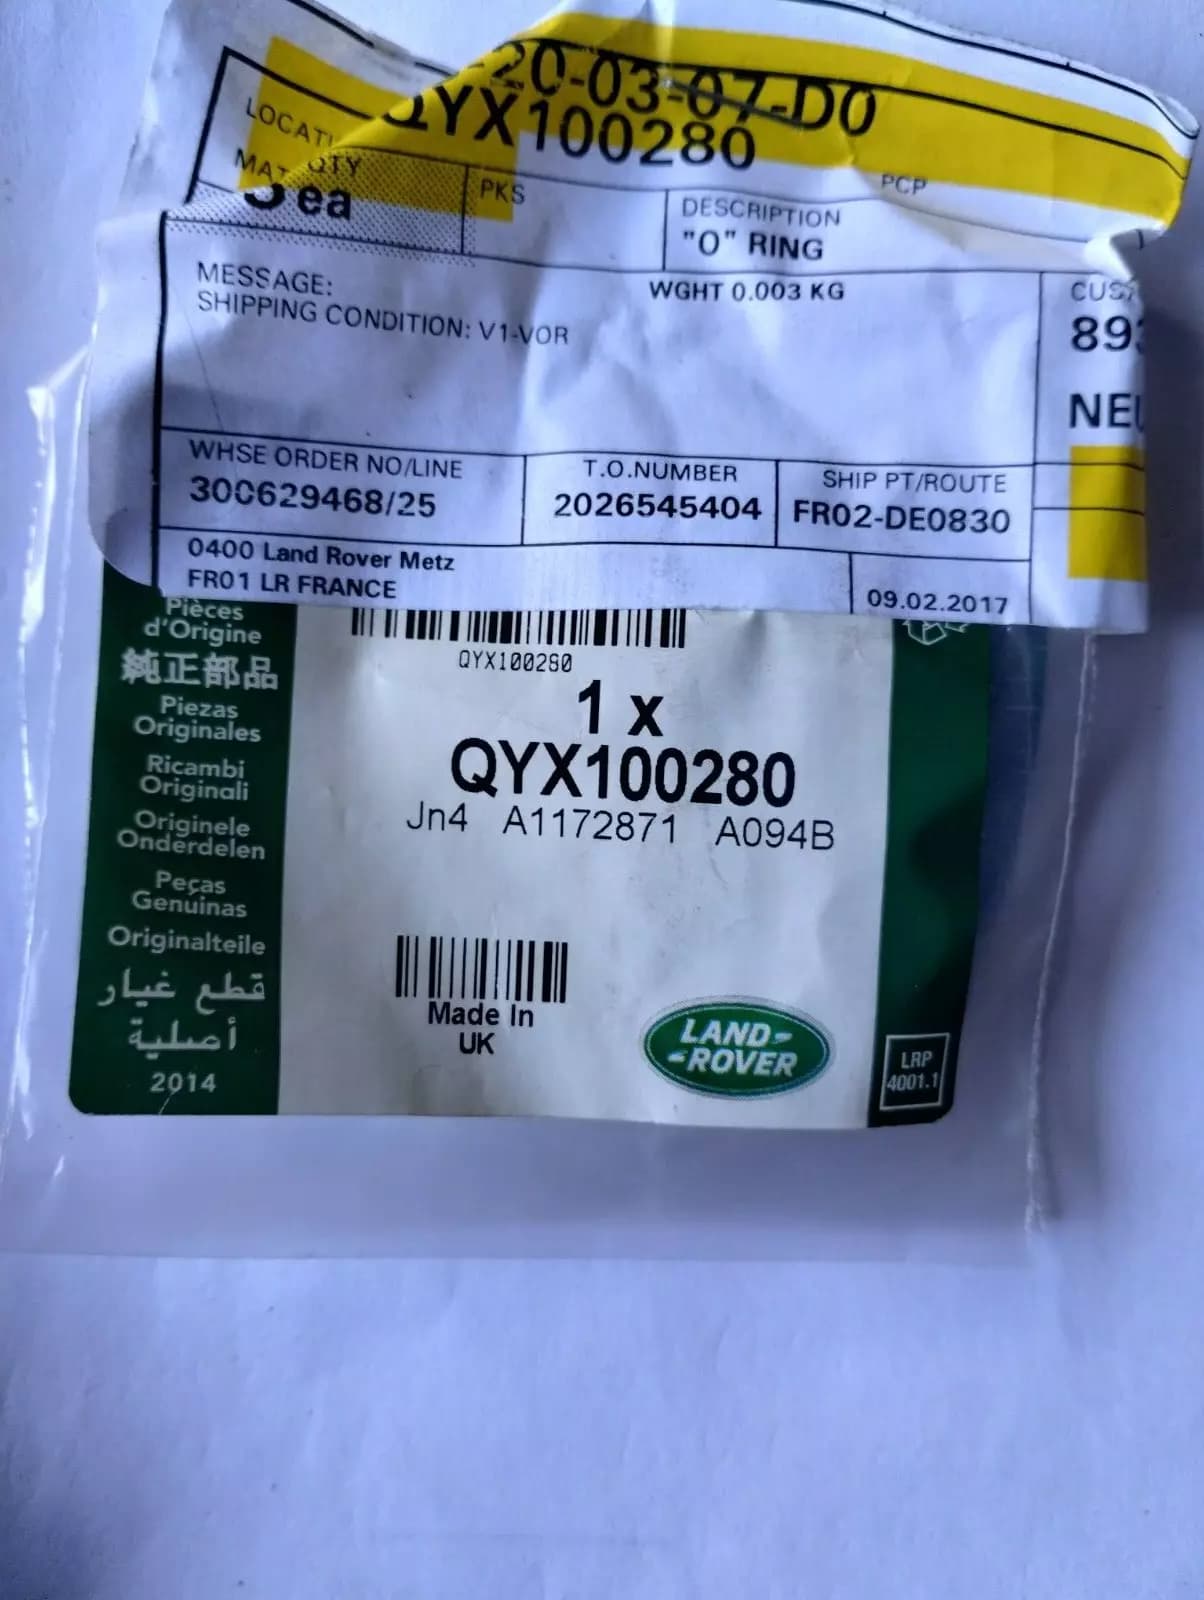 -20-03-07-D0
QYX100280
LOCATI
MAT QTY PKS PCP
ea
DESCRIPTION
"O" RING
MESSAGE: WGHT 0.003 KG
SHIPPING CONDITION: V1-VOR
CUST
89
NEU
WHSE ORDER NO/LINE T.O.NUMBER SHIP PT/ROUTE
300629468/25 2026545404 FR02-DE0830
0400 Land Rover Metz
FR01 LR FRANCE 09.02.2017
Pièces
d'Origine
純正部品
Piezas
Originales
Ricambi
Originali
Originele
Onderdelen
Peças
Genuinas
Originalteile
قطع غيار
أصلية
2014
QYX100280
1 x
QYX100280
Jn4 A1172871 A094B
Made In
UK
LAND-
-ROVER
LRP
4001.1